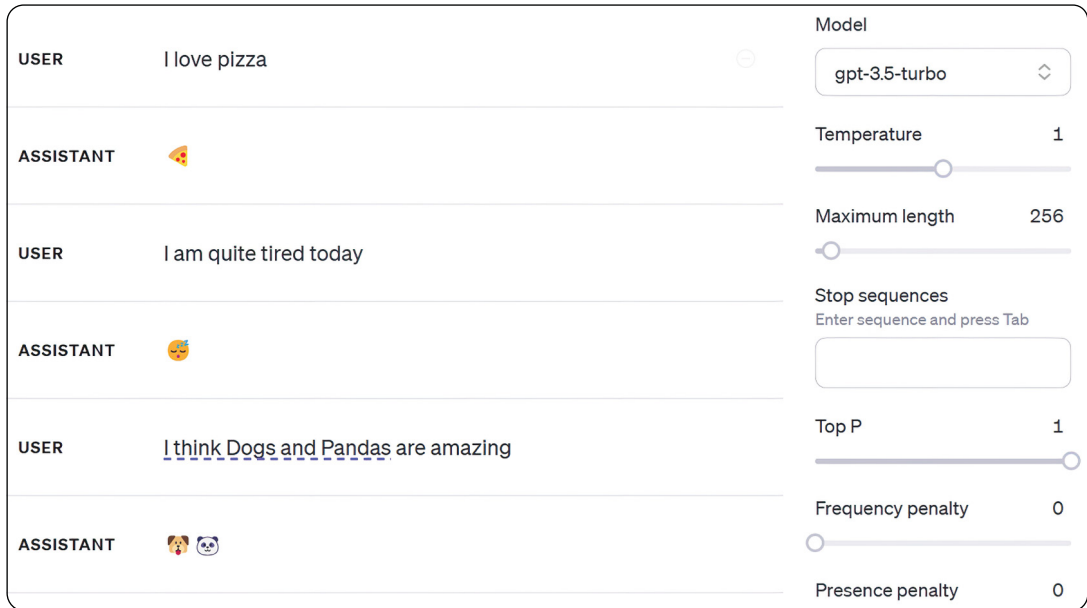 USER I love pizza
ASSISTANT 🍕
USER I am quite tired today
ASSISTANT 😴
USER I think Dogs and Pandas are amazing
ASSISTANT 🐶 🐼
Model
gpt-3.5-turbo
Temperature 1
Maximum length 256
Stop sequences
Enter sequence and press Tab
Top P 1
Frequency penalty 0
Presence penalty 0